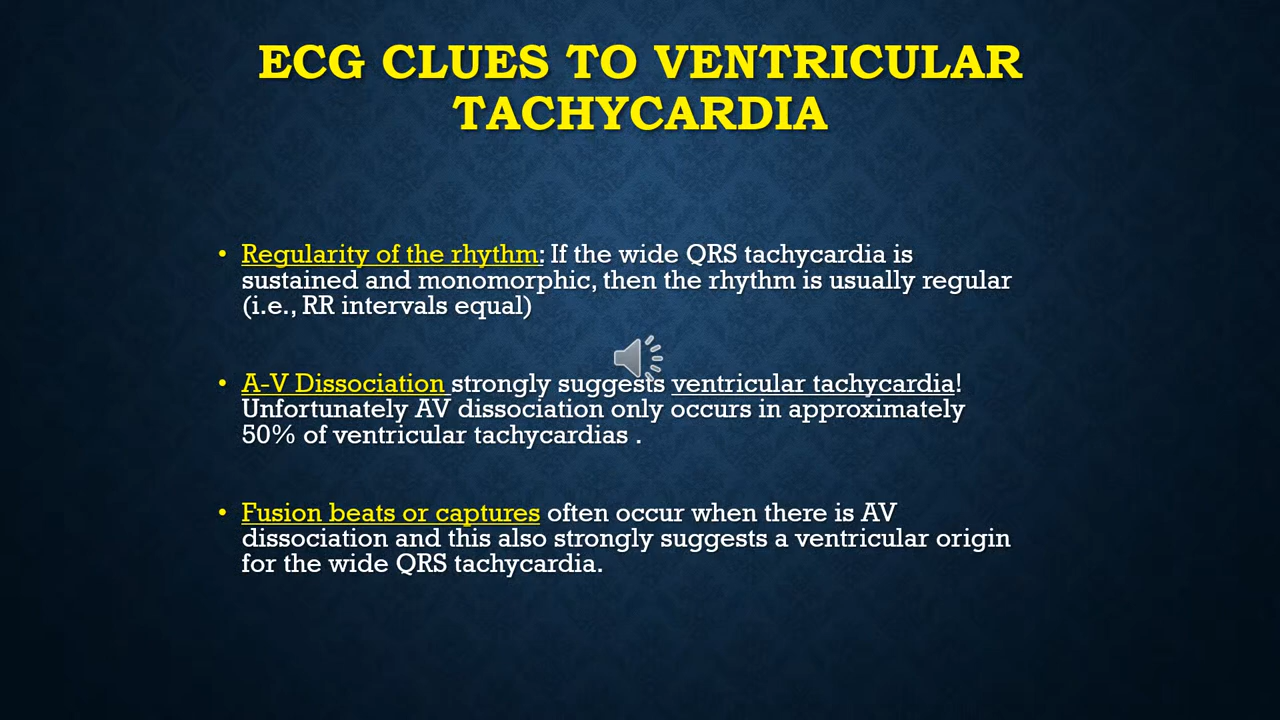 ECG CLUES TO VENTRICULAR
TACHYCARDIA
• Regularity of the rhythm: If the wide QRS tachycardia is
sustained and monomorphic, then the rhythm is usually regular
(i.e., RR intervals equal)
• A-V Dissociation strongly suggests ventricular tachycardia!
Unfortunately AV dissociation only occurs in approximately
50% of ventricular tachycardias .
• Fusion beats or captures often occur when there is AV
dissociation and this also strongly suggests a ventricular origin
for the wide QRS tachycardia.